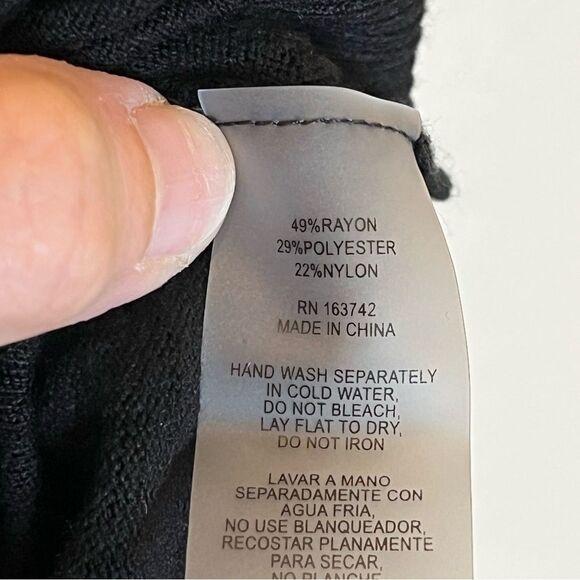 49%RAYON
29%POLYESTER
22%NYLON
RN 163742
MADE IN CHINA
HAND WASH SEPARATELY
IN COLD WATER,
DO NOT BLEACH,
LAY FLAT TO DRY,
DO NOT IRON
LAVAR A MANO
SEPARADAMENTE CON
AGUA FRIA,
NO USE BLANQUEADOR,
RECOSTAR PLANAMENTE
PARA SECAR,
NO PLANCHE